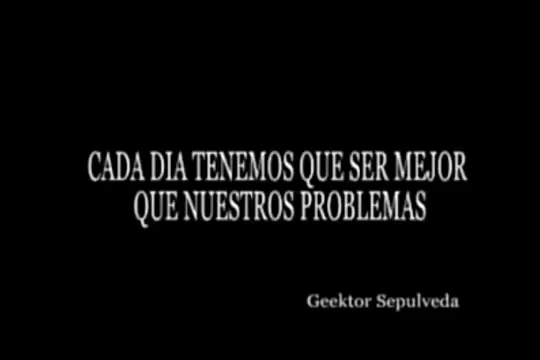 CADA DIA TENEMOS QUE SER MEJOR
QUE NUESTROS PROBLEMAS
Geektor Sepulveda